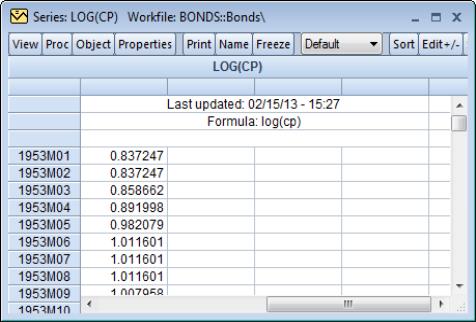 Series: LOG(CP) Workfile: BONDS::Bonds\
View Proc Object Properties Print Name Freeze Default Sort Edit+/-
LOG(CP)
Last updated: 02/15/13 - 15:27
Formula: log(cp)
1953M01 0.837247
1953M02 0.837247
1953M03 0.858662
1953M04 0.891998
1953M05 0.982079
1953M06 1.011601
1953M07 1.011601
1953M08 1.011601
1953M09 1.007958
1953M10